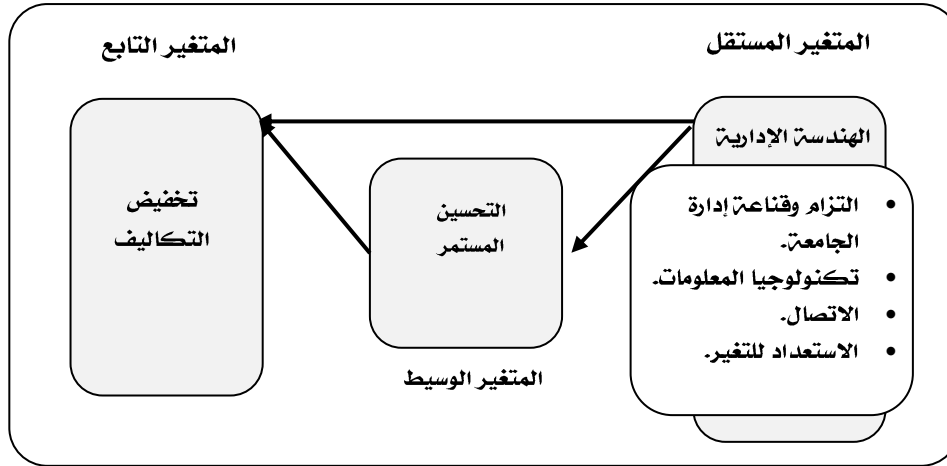 المتغير المستقل
المتغير التابع
الهندسة الإدارية
• التزام وقناعة إدارة
الجامعة.
• تكنولوجيا المعلومات.
• الاتصال.
• الاستعداد للتغير.
التحسين
المستمر
المتغير الوسيط
تخفيض
التكاليف